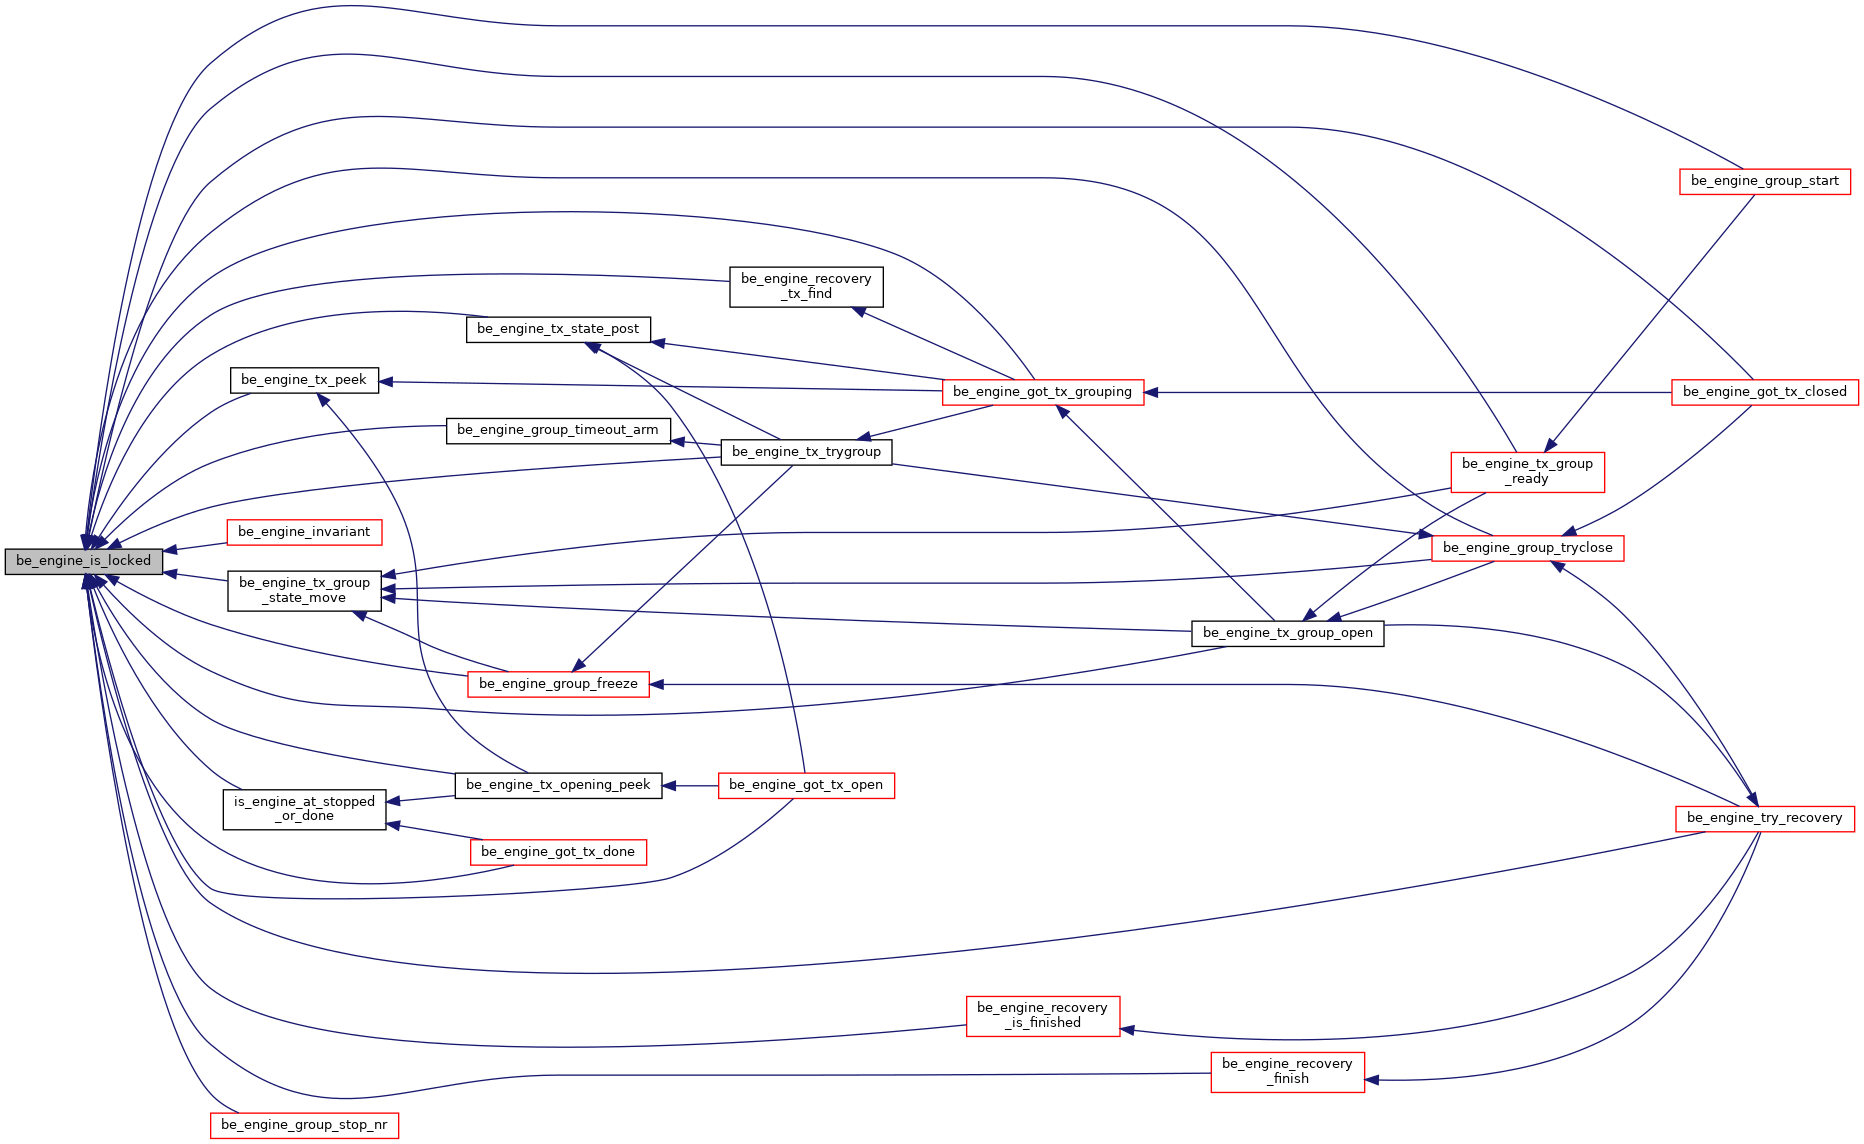 be_engine_group_start
be_engine_recovery
_tx_find
be_engine_tx_state_post
be_engine_tx_peek
be_engine_got_tx_grouping
be_engine_got_tx_closed
be_engine_group_timeout_arm
be_engine_tx_trygroup
be_engine_tx_group
_ready
be_engine_invariant
be_engine_group_tryclose
be_engine_is_locked
be_engine_tx_group
_state_move
be_engine_tx_group_open
be_engine_group_freeze
be_engine_tx_opening_peek
be_engine_got_tx_open
is_engine_at_stopped
_or_done
be_engine_try_recovery
be_engine_got_tx_done
be_engine_recovery
_is_finished
be_engine_recovery
_finish
be_engine_group_stop_nr